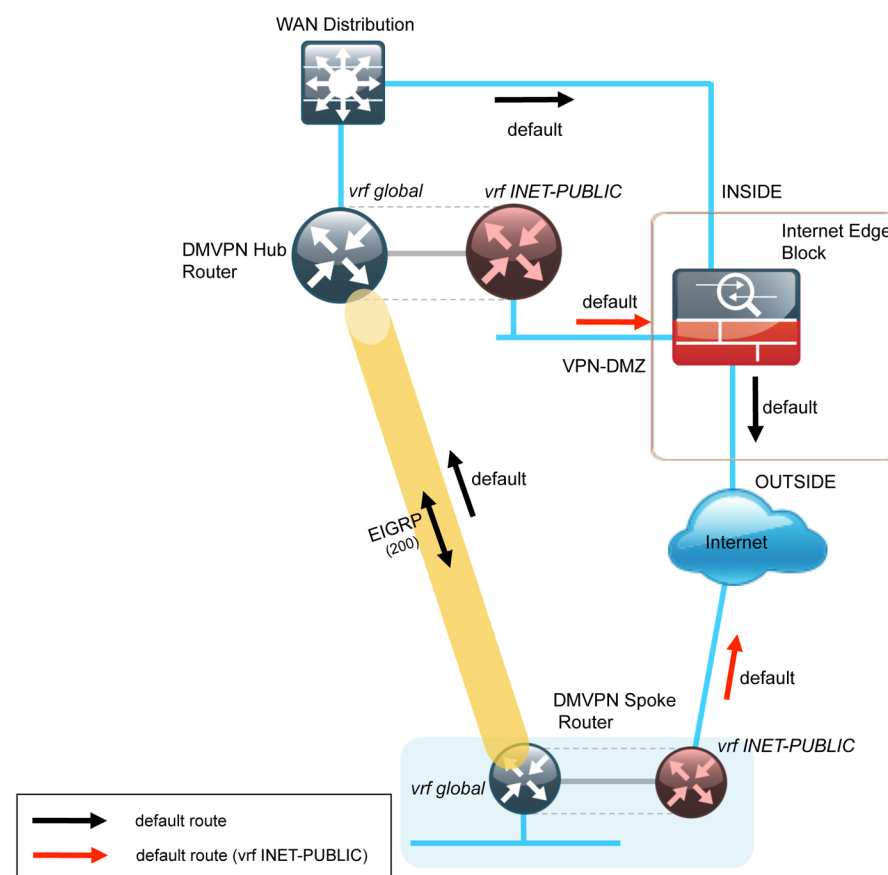 WAN Distribution
default
vrf global
vrf INET-PUBLIC
INSIDE
DMVPN Hub
Router
Internet Edge
Block
default
VPN-DMZ
default
default
OUTSIDE
EIGRP
(200)
Internet
default
DMVPN Spoke
Router
vrf INET-PUBLIC
vrf global
default route
default route (vrf INET-PUBLIC)